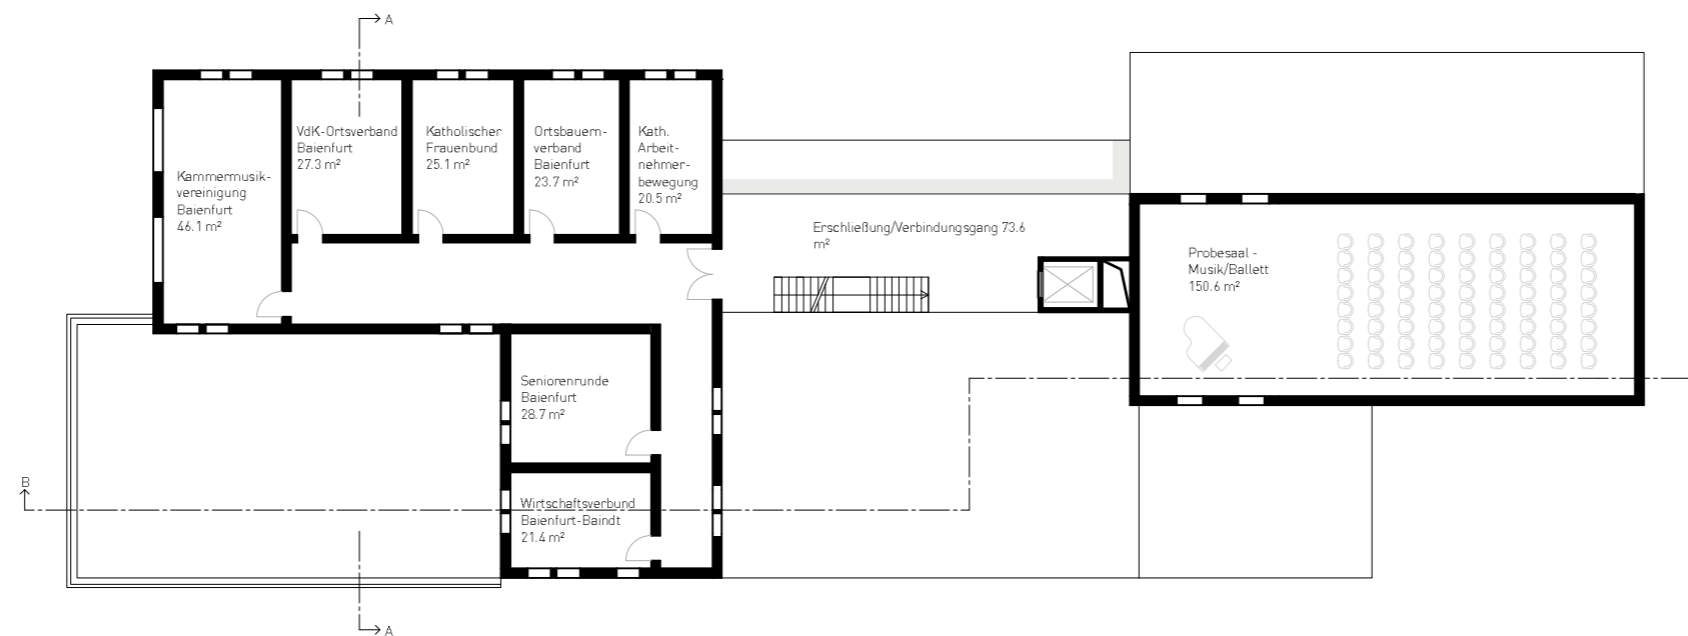 A
VdK-Ortsverband
Baienfurt
27.3 m²
Katholischer
Frauenbund
25.1 m²
Ortsbauern-
verband
Baienfurt
23.7 m²
Kath.
Arbeit-
nehmer-
bewegung
20.5 m²
Kammermusik-
vereinigung
Baienfurt
46.1 m²
Erschließung/Verbindungsgang 73.6
m²
Probesaal -
Musik/Ballett
150.6 m²
Seniorenrunde
Baienfurt
28.7 m²
B
Wirtschaftsverbund
Baienfurt-Baindt
21.4 m²
A